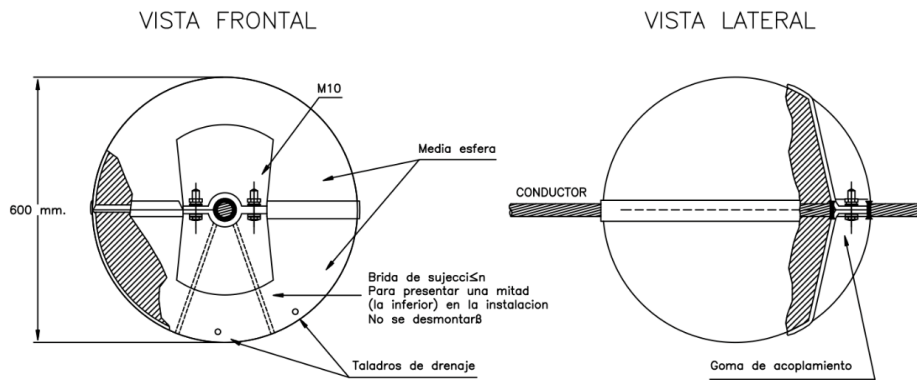 VISTA FRONTAL
VISTA LATERAL
M10
Media esfera
600 mm.
CONDUCTOR
Brida de sujeci≤n
Para presentar una mitad
(la inferior) en la instalacion
No se desmontarß
Taladros de drenaje
Goma de acoplamiento